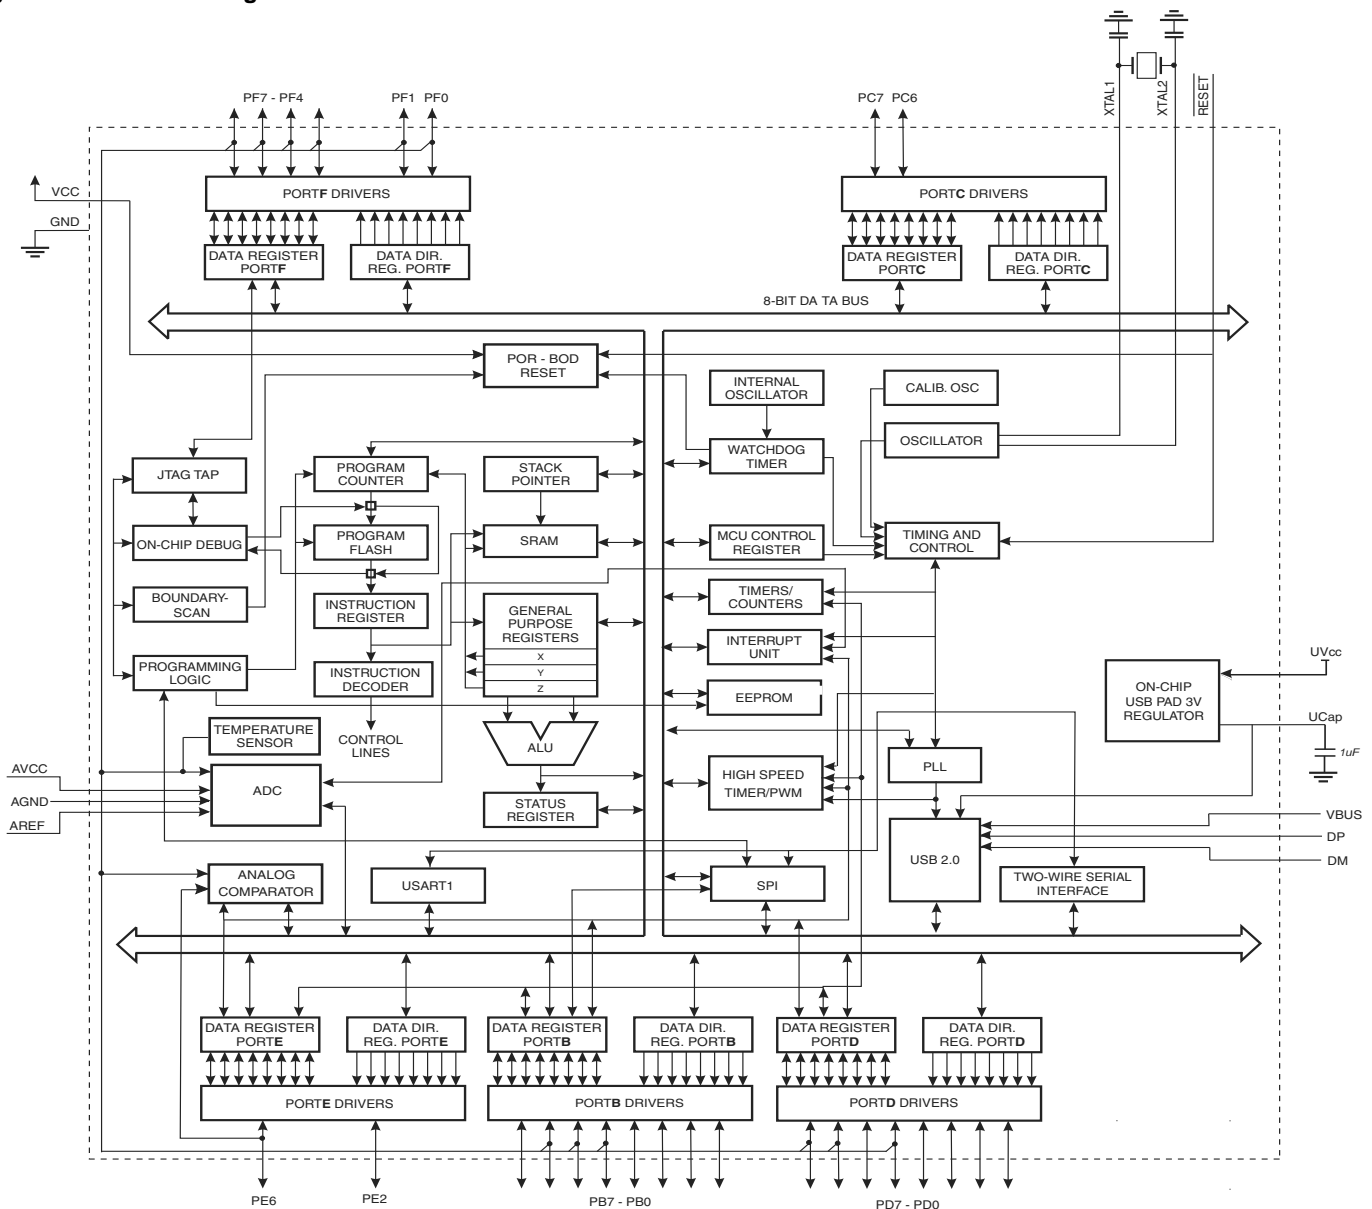 PF7 - PF4
PF1 PF0
PC7 PC6
XTAL1
XTAL2
RESET
VCC
GND
PORTF DRIVERS
PORTC DRIVERS
DATA REGISTER
PORTF
DATA DIR.
REG. PORTF
DATA REGISTER
PORTC
DATA DIR.
REG. PORTC
8-BIT DA TA BUS
POR - BOD
RESET
INTERNAL
OSCILLATOR
CALIB. OSC
OSCILLATOR
WATCHDOG
TIMER
JTAG TAP
PROGRAM
COUNTER
STACK
POINTER
ON-CHIP DEBUG
PROGRAM
FLASH
SRAM
MCU CONTROL
REGISTER
TIMING AND
CONTROL
BOUNDARY-
SCAN
INSTRUCTION
REGISTER
GENERAL
PURPOSE
REGISTERS
X
Y
Z
TIMERS/
COUNTERS
INTERRUPT
UNIT
PROGRAMMING
LOGIC
INSTRUCTION
DECODER
EEPROM
ON-CHIP
USB PAD 3V
REGULATOR
UVcc
UCap
1uF
TEMPERATURE
SENSOR
CONTROL
LINES
ALU
AVCC
AGND
AREF
ADC
STATUS
REGISTER
HIGH SPEED
TIMER/PWM
PLL
VBUS
DP
DM
USB 2.0
ANALOG
COMPARATOR
USART1
SPI
TWO-WIRE SERIAL
INTERFACE
DATA REGISTER
PORTE
DATA DIR.
REG. PORTE
DATA REGISTER
PORTB
DATA DIR.
REG. PORTB
DATA REGISTER
PORTD
DATA DIR.
REG. PORTD
PORTE DRIVERS
PORTB DRIVERS
PORTD DRIVERS
PE6
PE2
PB7 - PB0
PD7 - PD0